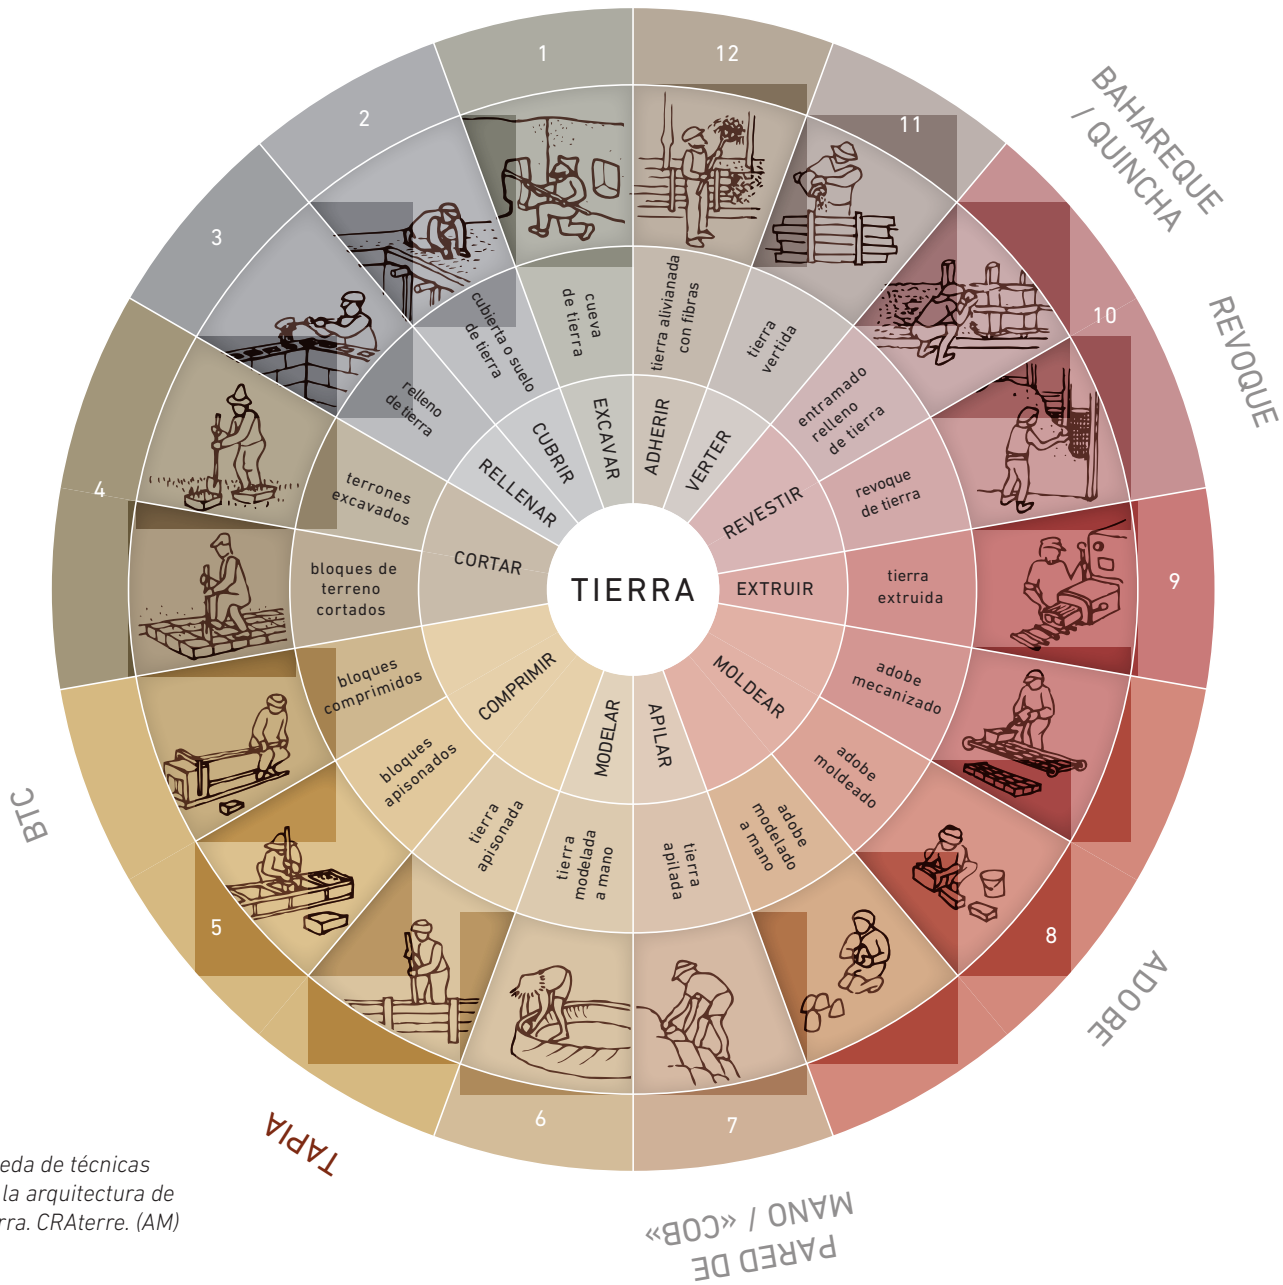 TIERRA
1
EXCAVAR
cueva
de tierra
2
CUBRIR
cubierta o suelo
de tierra
3
RELLENAR
relleno
de tierra
4
CORTAR
terrones
excavados
bloques de
terreno
cortados
5
COMPRIMIR
bloques
comprimidos
bloques
apisonados
tierra
apisonada
6
MODELAR
tierra
modelada
a mano
7
APILAR
tierra
apilada
8
MOLDEAR
adobe
modelado
a mano
adobe
moldeado
adobe
mecanizado
9
EXTRUIR
tierra
extruida
10
REVESTIR
revoque
de tierra
entramado
relleno
de tierra
11
VERTER
tierra
vertida
12
ADHERIR
tierra alivianada
con fibras
BAHAREQUE
/ QUINCHA
REVOQUE
ADOBE
PARED DE
MANO / «COB»
TAPIA
BTC
eda de técnicas
la arquitectura de
rra. CRAterre. (AM)